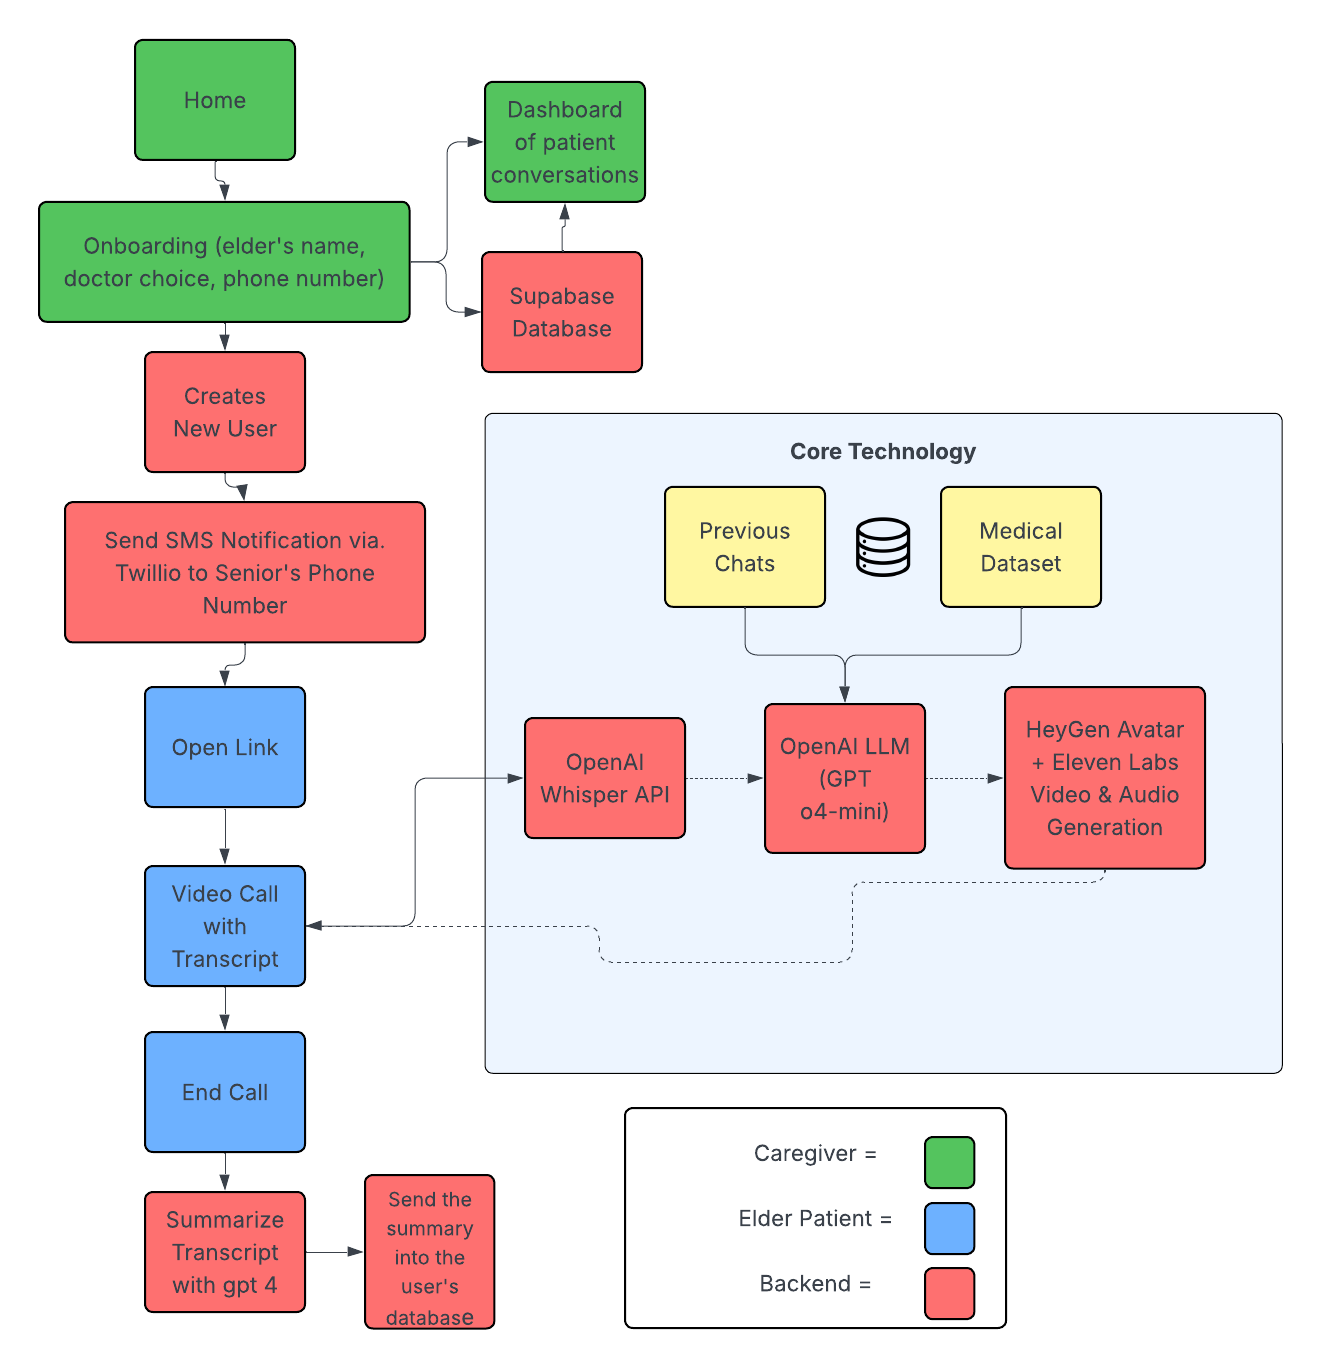 Home
Dashboard
of patient
conversations
Onboarding (elder's name,
doctor choice, phone number)
Supabase
Database
Creates
New User
Send SMS Notification via.
Twillio to Senior's Phone
Number
Open Link
Video Call
with
Transcript
End Call
Summarize
Transcript
with gpt 4
Send the
summary
into the
user's
database
Core Technology
Previous
Chats
Medical
Dataset
OpenAI
Whisper API
OpenAI LLM
(GPT
o4-mini)
HeyGen Avatar
+ Eleven Labs
Video & Audio
Generation
Caregiver =
Elder Patient =
Backend =